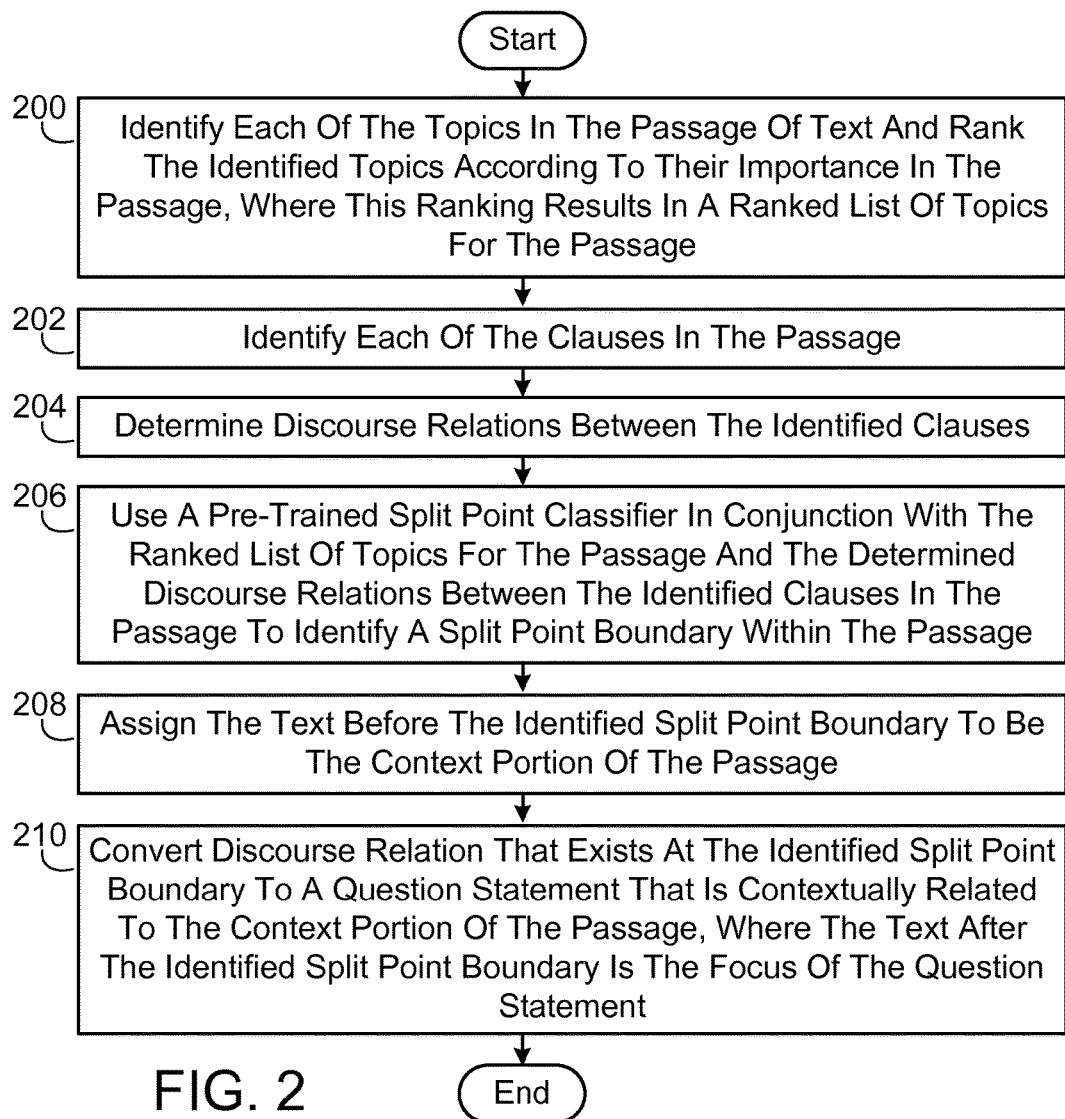 Start
200
Identify Each Of The Topics In The Passage Of Text And Rank
The Identified Topics According To Their Importance In The
Passage, Where This Ranking Results In A Ranked List Of Topics
For The Passage
202
Identify Each Of The Clauses In The Passage
204
Determine Discourse Relations Between The Identified Clauses
206
Use A Pre-Trained Split Point Classifier In Conjunction With The
Ranked List Of Topics For The Passage And The Determined
Discourse Relations Between The Identified Clauses In The
Passage To Identify A Split Point Boundary Within The Passage
208
Assign The Text Before The Identified Split Point Boundary To Be
The Context Portion Of The Passage
210
Convert Discourse Relation That Exists At The Identified Split Point
Boundary To A Question Statement That Is Contextually Related
To The Context Portion Of The Passage, Where The Text After
The Identified Split Point Boundary Is The Focus Of The Question
Statement
FIG. 2
End